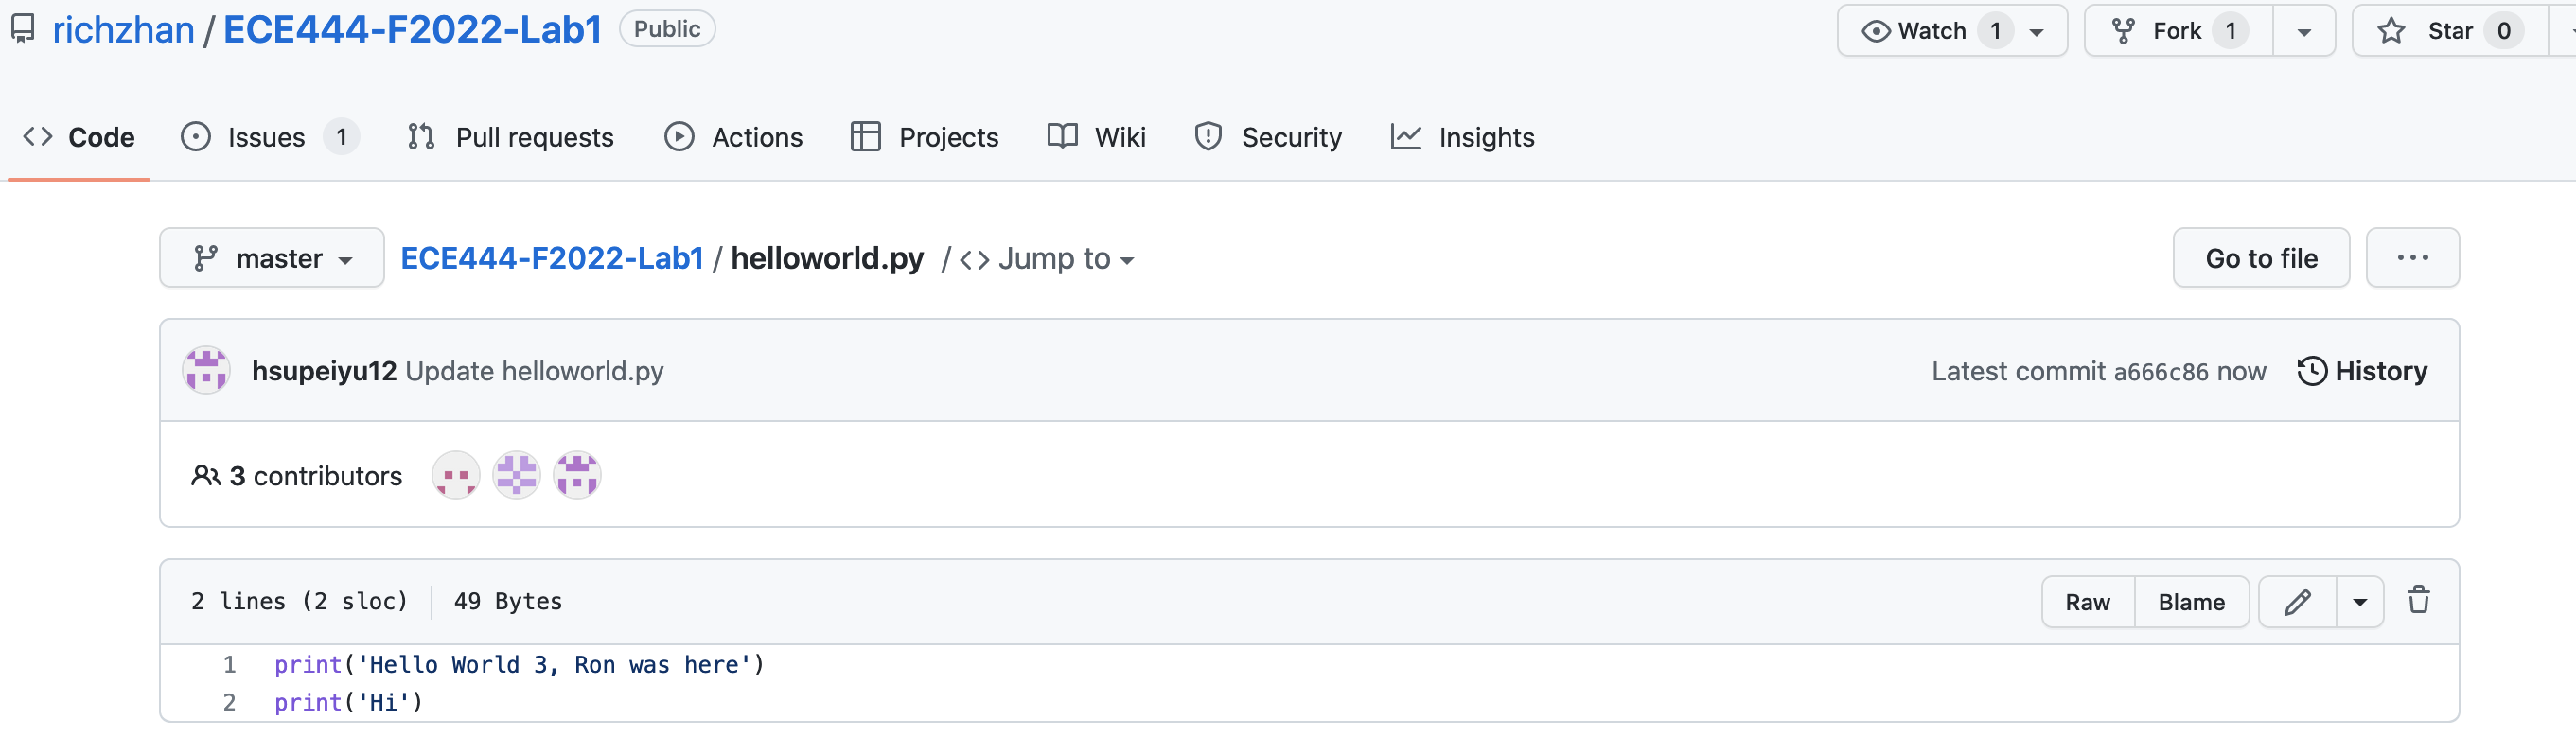 richzhan / ECE444-F2022-Lab1 Public Watch 1 Fork 1 Star 0
Code Issues 1 Pull requests Actions Projects Wiki Security Insights
master ECE444-F2022-Lab1 / helloworld.py / <> Jump to Go to file ...
hsupeiyu12 Update helloworld.py Latest commit a666c86 now History
3 contributors
2 lines (2 sloc) 49 Bytes Raw Blame
1 print('Hello World 3, Ron was here')
2 print('Hi')